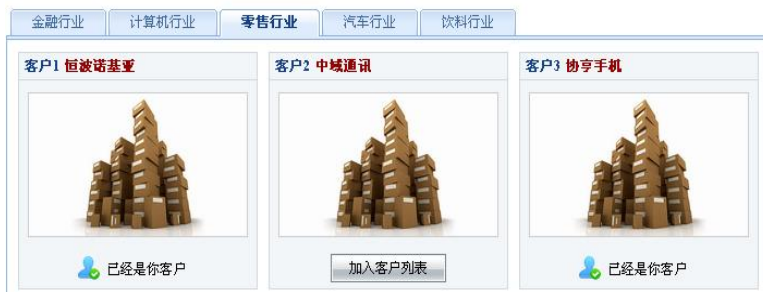 金融行业 计算机行业 零售行业 汽车行业 饮料行业
客户1 恒波诺基亚 客户2 中域通讯 客户3 协亨手机
已经是你客户 加入客户列表 已经是你客户